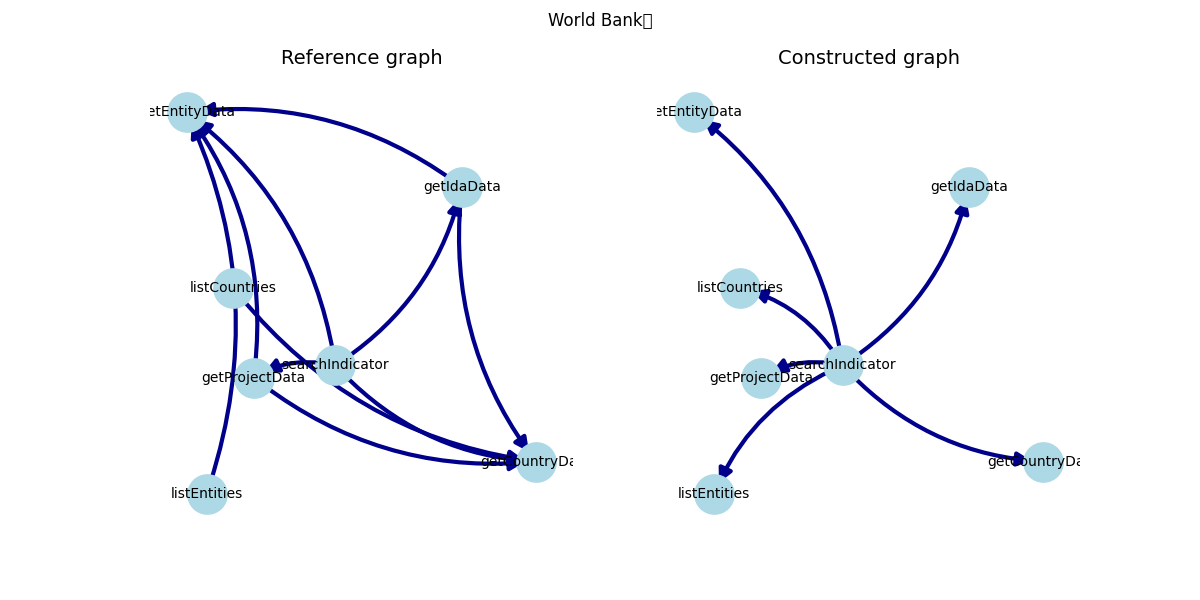 World Bank
Reference graph
Constructed graph
etEntityData
etEntityData
getIdaData
getIdaData
listCountries
listCountries
searchIndicator
searchIndicator
getProjectData
getProjectData
getCountryDa
getCountryDa
listEntities
listEntities